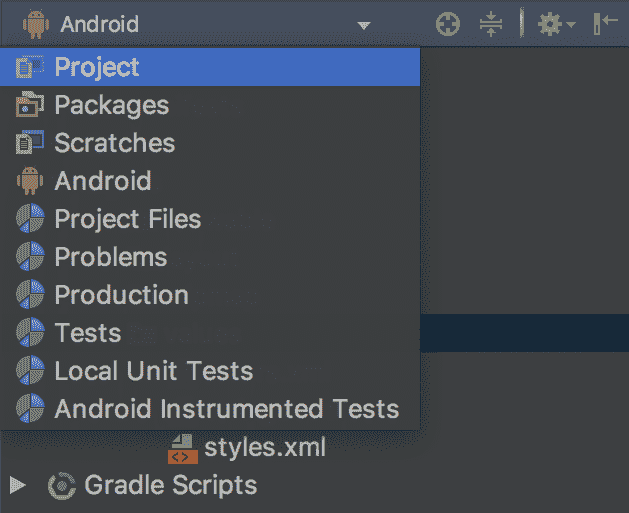 Android
Project
Packages
Scratches
Android
Project Files
Problems
Production
Tests
Local Unit Tests
Android Instrumented Tests
styles.xml
Gradle Scripts